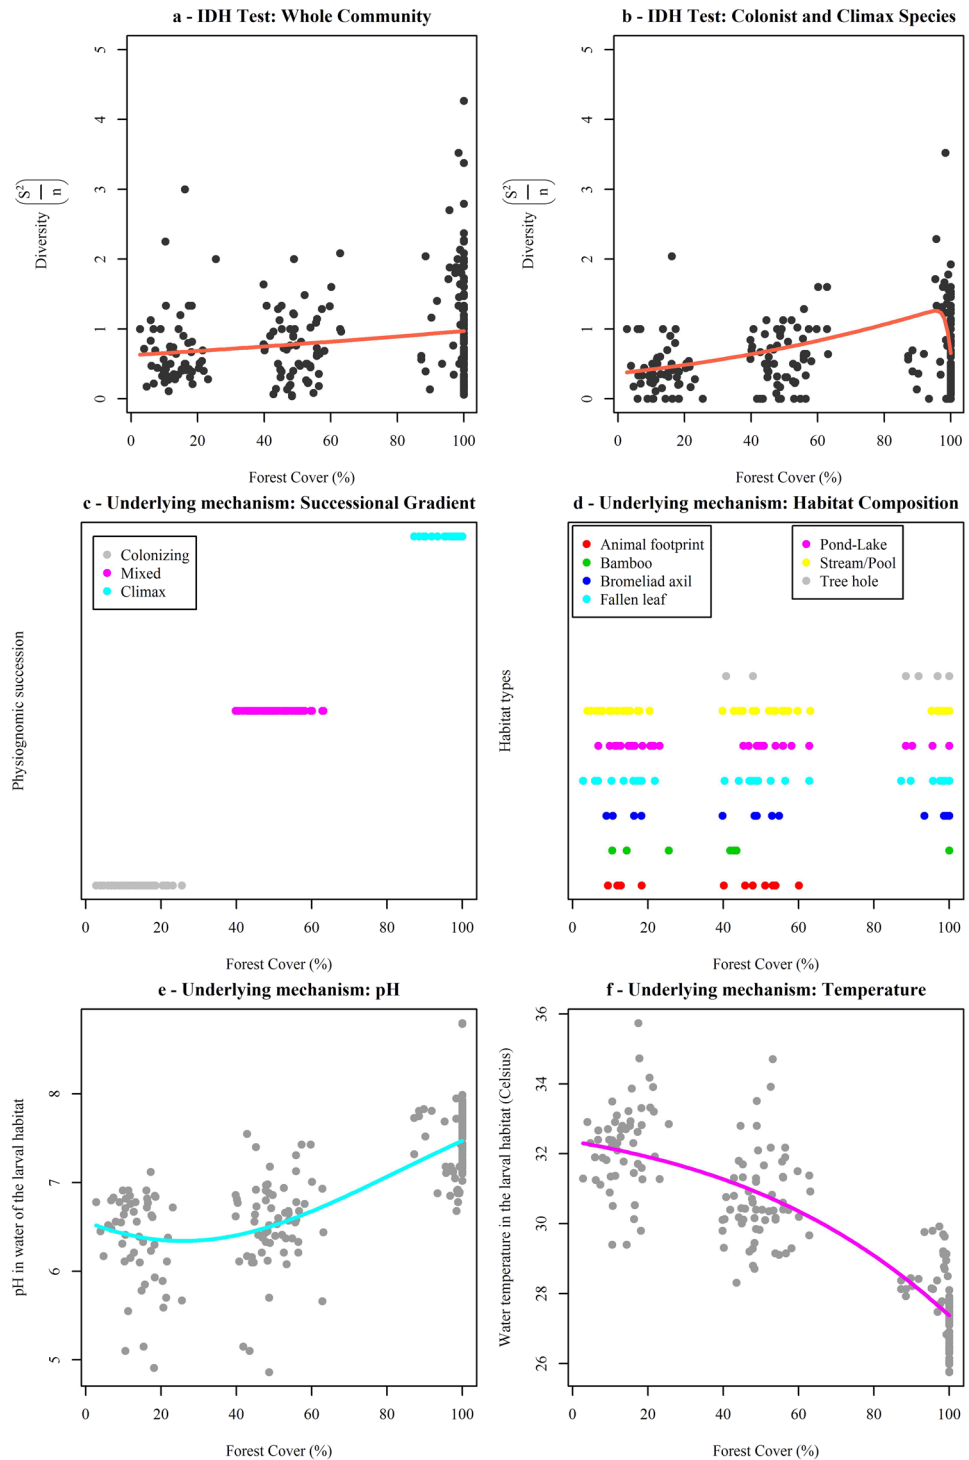 a - IDH Test: Whole Community
Diversity (S²/n)
5
4
3
2
1
0
0 20 40 60 80 100
Forest Cover (%)
b - IDH Test: Colonist and Climax Species
Diversity (S²/n)
5
4
3
2
1
0
0 20 40 60 80 100
Forest Cover (%)
c - Underlying mechanism: Successional Gradient
Physiognomic succession
Colonizing
Mixed
Climax
0 20 40 60 80 100
Forest Cover (%)
d - Underlying mechanism: Habitat Composition
Habitat types
Animal footprint
Bamboo
Bromeliad axil
Fallen leaf
Pond-Lake
Stream/Pool
Tree hole
0 20 40 60 80 100
Forest Cover (%)
e - Underlying mechanism: pH
pH in water of the larval habitat
8
7
6
5
0 20 40 60 80 100
Forest Cover (%)
f - Underlying mechanism: Temperature
Water temperature in the larval habitat (Celsius)
36
34
32
30
28
26
0 20 40 60 80 100
Forest Cover (%)